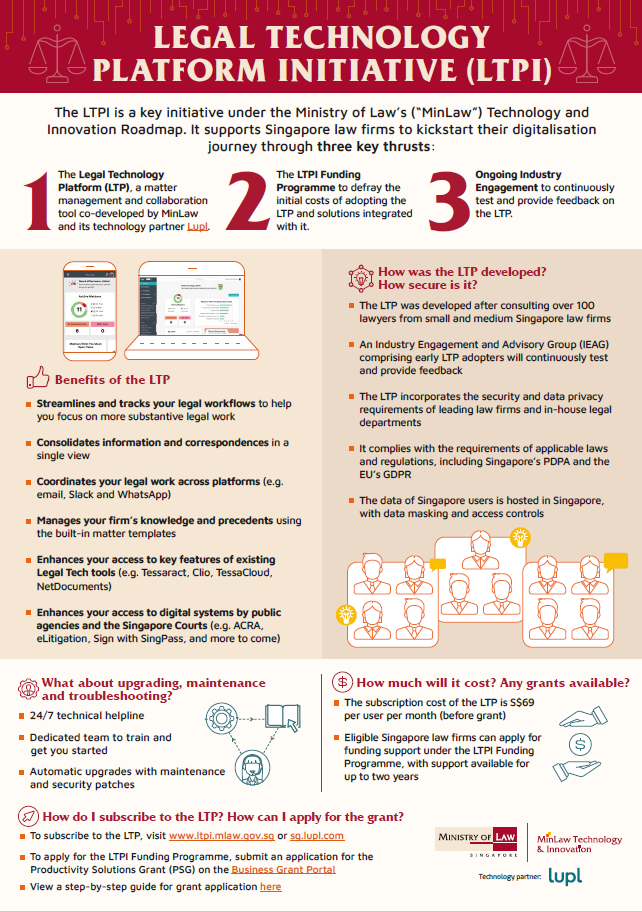 LEGAL TECHNOLOGY
PLATFORM INITIATIVE (LTPI)
The LTPI is a key initiative under the Ministry of Law's ("MinLaw") Technology and
Innovation Roadmap. It supports Singapore law firms to kickstart their digitalisation
journey through three key thrusts:
1
The Legal Technology
Platform (LTP), a matter
management and collaboration
tool co-developed by MinLaw
and its technology partner Lupl.
2
The LTPI Funding
Programme to defray the
initial costs of adopting the
LTP and solutions integrated
with it.
3
Ongoing Industry
Engagement to continuously
test and provide feedback on
the LTP.
11
6
0
Benefits of the LTP
Streamlines and tracks your legal workflows to help
you focus on more substantive legal work
Consolidates information and correspondences in a
single view
Coordinates your legal work across platforms (e.g.
email, Slack and WhatsApp)
Manages your firm's knowledge and precedents using
the built-in matter templates
Enhances your access to key features of existing
Legal Tech tools (e.g. Tessaract, Clio, TessaCloud,
NetDocuments)
Enhances your access to digital systems by public
agencies and the Singapore Courts (e.g. ACRA,
eLitigation, Sign with SingPass, and more to come)
How was the LTP developed?
How secure is it?
The LTP was developed after consulting over 100
lawyers from small and medium Singapore law firms
An Industry Engagement and Advisory Group (IEAG)
comprising early LTP adopters will continuously test
and provide feedback
The LTP incorporates the security and data privacy
requirements of leading law firms and in-house legal
departments
It complies with the requirements of applicable laws
and regulations, including Singapore's PDPA and the
EU's GDPR
The data of Singapore users is hosted in Singapore,
with data masking and access controls
What about upgrading, maintenance
and troubleshooting?
24/7 technical helpline
Dedicated team to train and
get you started
Automatic upgrades with maintenance
and security patches
How much will it cost? Any grants available?
The subscription cost of the LTP is S$69
per user per month (before grant)
Eligible Singapore law firms can apply for
funding support under the LTPI Funding
Programme, with support available for
up to two years
How do I subscribe to the LTP? How can I apply for the grant?
To subscribe to the LTP, visit www.ltpi.mlaw.gov.sg or sg.lupl.com
To apply for the LTPI Funding Programme, submit an application for the
Productivity Solutions Grant (PSG) on the Business Grant Portal
View a step-by-step guide for grant application here
MINISTRY OF LAW
SINGAPORE
MinLaw Technology
& Innovation
Technology partner: lupl